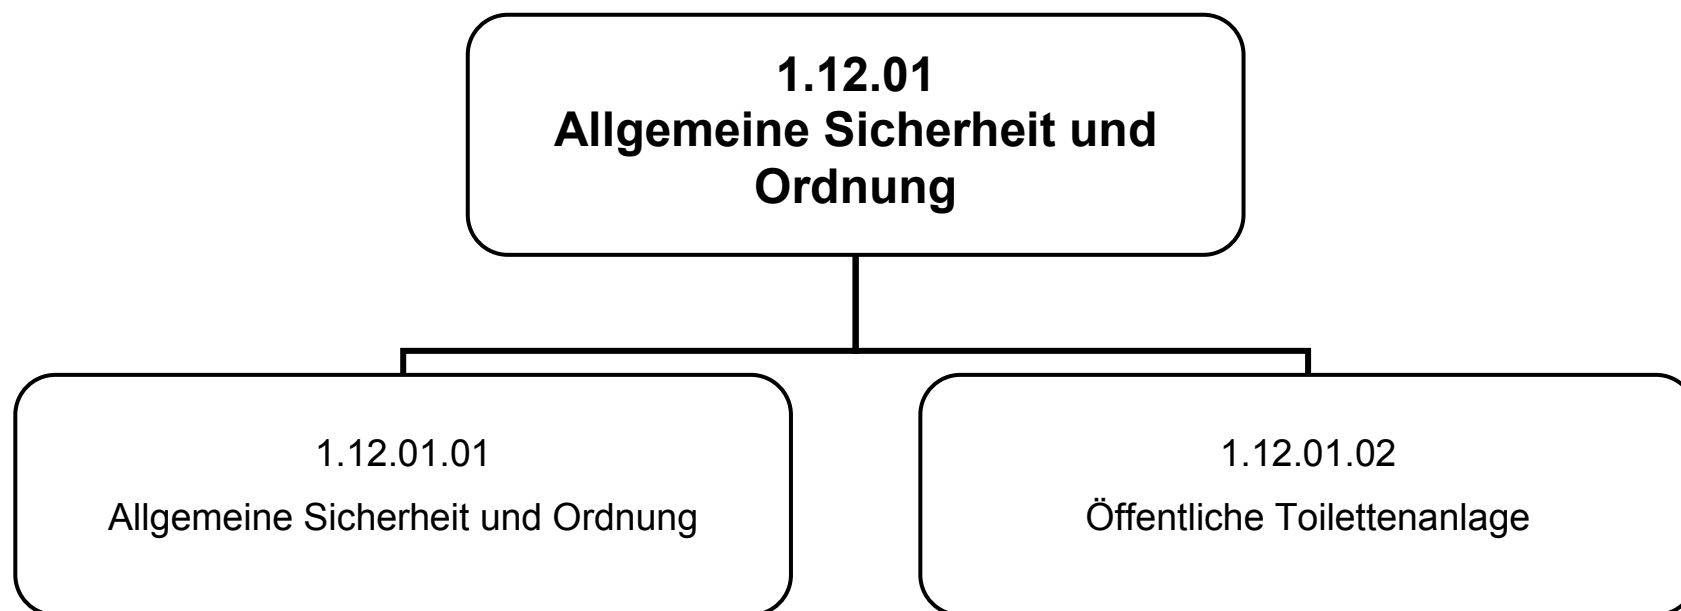 1.12.01
Allgemeine Sicherheit und
Ordnung
1.12.01.01
Allgemeine Sicherheit und Ordnung
1.12.01.02
Öffentliche Toilettenanlage